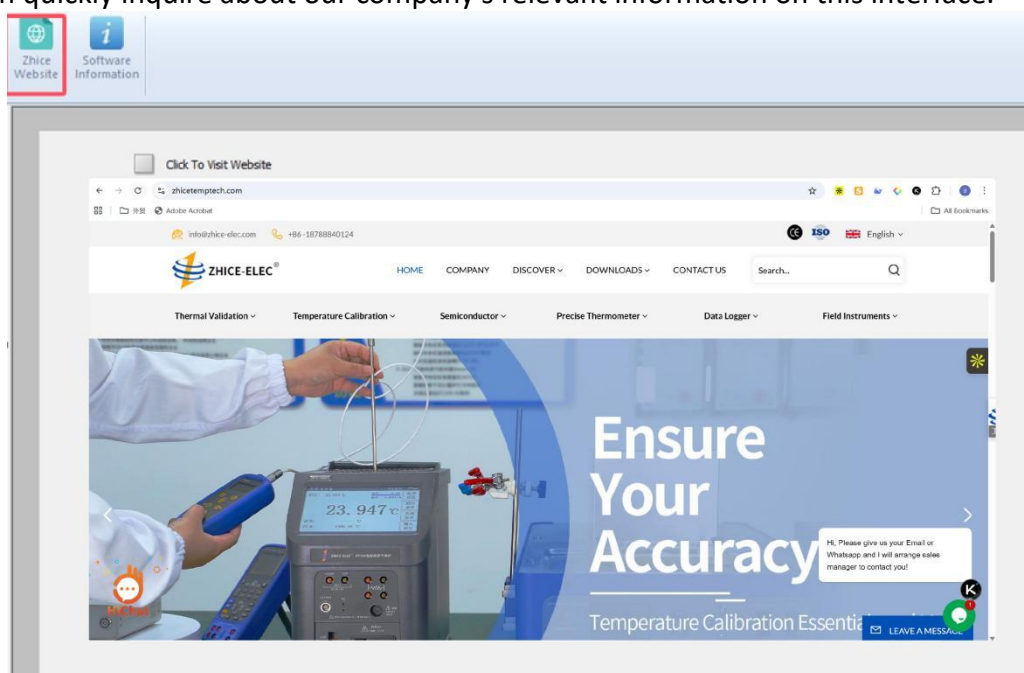 quickly inquire about our company's relevant information on this interface.
Zhice
Website
Software
Information
Click To Visit Website
zhicetemptech.com
Adobe Acrobat
All Bookmarks
info@zhice-elec.com
+86 -18788840124
CE
ISO
English
ZHICE-ELEC®
HOME
COMPANY
DISCOVER
DOWNLOADS
CONTACT US
Search...
Thermal Validation
Temperature Calibration
Semiconductor
Precise Thermometer
Data Logger
Field Instruments
23. 947 ℃
Ensure
Your
Accuracy
Hi, Please give us your Email or
Whatsapp and I will arrange sales
manager to contact you!
HiChat
K
1
Temperature Calibration
LEAVE A MESSAGE